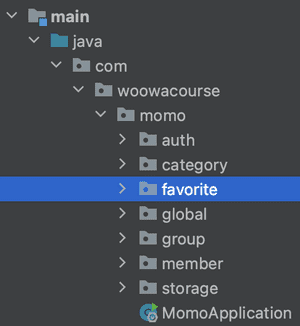 main
java
com
woowacourse
momo
auth
category
favorite
global
group
member
storage
MomoApplication